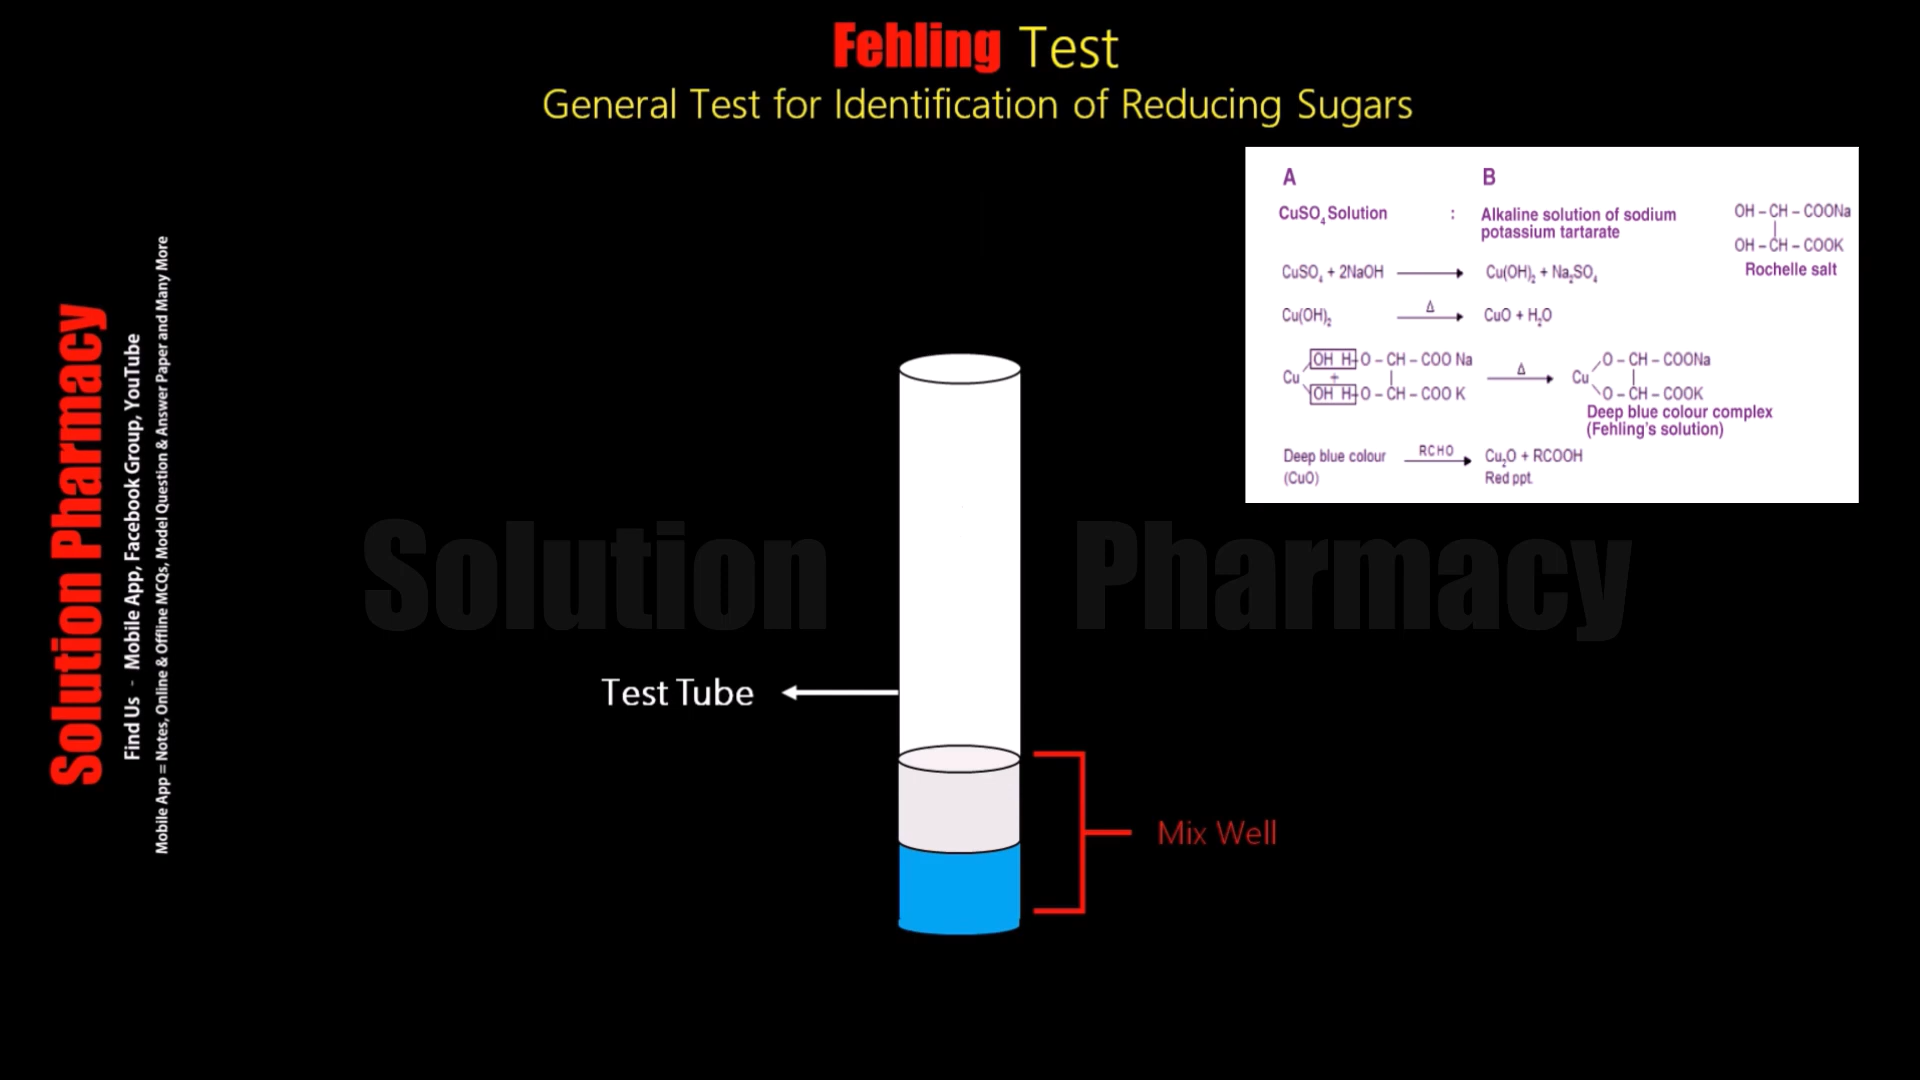 Fehling Test
General Test for Identification of Reducing Sugars
Solution Pharmacy
Find Us - Mobile App, Facebook Group, YouTube
Mobile App = Notes, Online & Offline MCQs, Model Question & Answer Paper and Many More
A B
CuSO₄ Solution : Alkaline solution of sodium
potassium tartarate
OH – CH – COONa
|
OH – CH – COOK
Rochelle salt
CuSO₄ + 2NaOH ⟶ Cu(OH)₂ + Na₂SO₄
Cu(OH)₂ Δ⟶ CuO + H₂O
OH H O – CH – COO Na
Cu + | Δ⟶
OH H O – CH – COO K
O – CH – COONa
Cu |
O – CH – COOK
Deep blue colour complex
(Fehling's solution)
Deep blue colour RCHO⟶ Cu₂O + RCOOH
(CuO) Red ppt.
Solution Pharmacy
Test Tube
Mix Well